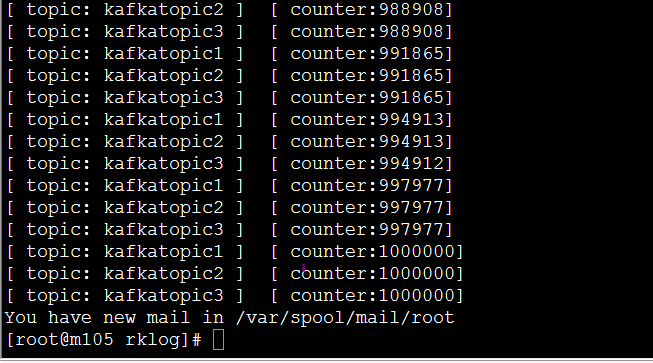 [ topic: kafkatopic2 ]  [ counter:988908]
[ topic: kafkatopic3 ]  [ counter:988908]
[ topic: kafkatopic1 ]  [ counter:991865]
[ topic: kafkatopic2 ]  [ counter:991865]
[ topic: kafkatopic3 ]  [ counter:991865]
[ topic: kafkatopic1 ]  [ counter:994913]
[ topic: kafkatopic2 ]  [ counter:994913]
[ topic: kafkatopic3 ]  [ counter:994912]
[ topic: kafkatopic1 ]  [ counter:997977]
[ topic: kafkatopic2 ]  [ counter:997977]
[ topic: kafkatopic3 ]  [ counter:997977]
[ topic: kafkatopic1 ]  [ counter:1000000]
[ topic: kafkatopic2 ]  [ counter:1000000]
[ topic: kafkatopic3 ]  [ counter:1000000]
You have new mail in /var/spool/mail/root
[root@m105 rklog]#